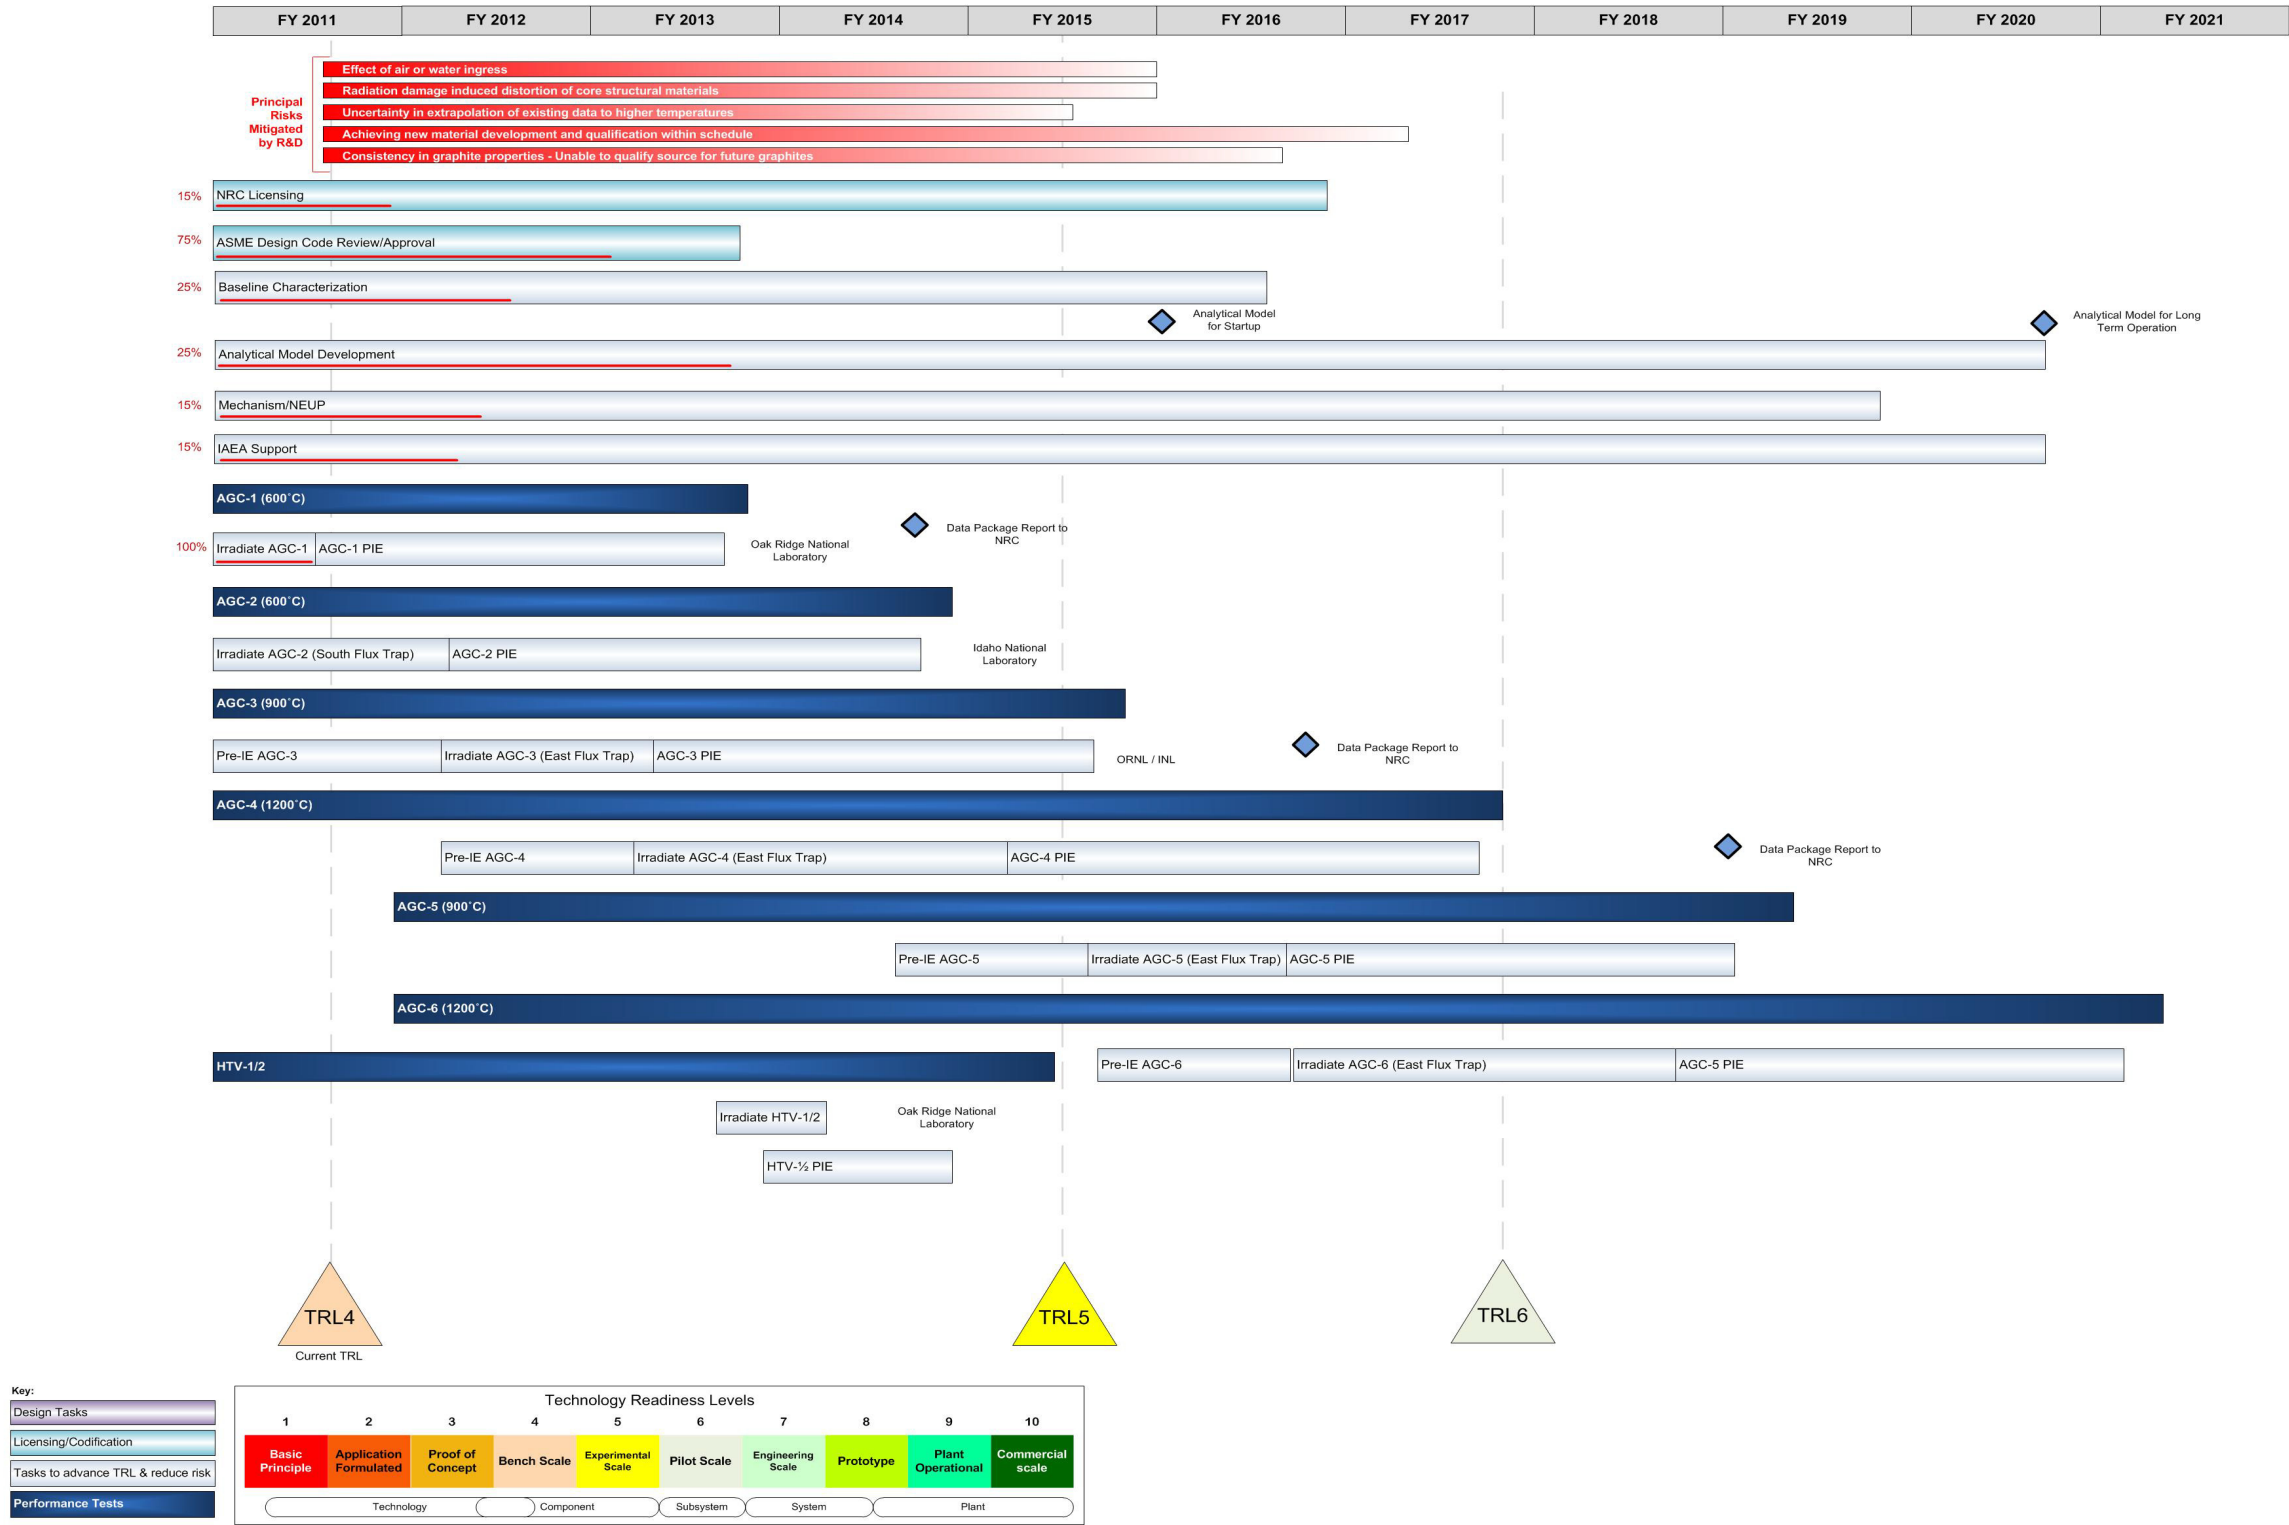 FY 2011 FY 2012 FY 2013 FY 2014 FY 2015 FY 2016 FY 2017 FY 2018 FY 2019 FY 2020 FY 2021
Principal
Risks
Mitigated
by R&D
Effect of air or water ingress
Radiation damage induced distortion of core structural materials
Uncertainty in extrapolation of existing data to higher temperatures
Achieving new material development and qualification within schedule
Consistency in graphite properties - Unable to qualify source for future graphites
15% NRC Licensing
75% ASME Design Code Review/Approval
25% Baseline Characterization
Analytical Model
for Startup
Analytical Model for Long
Term Operation
25% Analytical Model Development
15% Mechanism/NEUP
15% IAEA Support
AGC-1 (600˚C)
Data Package Report to
NRC
100% Irradiate AGC-1 AGC-1 PIE
Oak Ridge National
Laboratory
AGC-2 (600˚C)
Irradiate AGC-2 (South Flux Trap) AGC-2 PIE
Idaho National
Laboratory
AGC-3 (900˚C)
Pre-IE AGC-3 Irradiate AGC-3 (East Flux Trap) AGC-3 PIE
ORNL / INL
Data Package Report to
NRC
AGC-4 (1200˚C)
Pre-IE AGC-4 Irradiate AGC-4 (East Flux Trap) AGC-4 PIE
Data Package Report to
NRC
AGC-5 (900˚C)
Pre-IE AGC-5 Irradiate AGC-5 (East Flux Trap) AGC-5 PIE
AGC-6 (1200˚C)
HTV-1/2
Pre-IE AGC-6 Irradiate AGC-6 (East Flux Trap) AGC-5 PIE
Irradiate HTV-1/2
Oak Ridge National
Laboratory
HTV-½ PIE
TRL4
Current TRL
TRL5
TRL6
Key:
Design Tasks
Licensing/Codification
Tasks to advance TRL & reduce risk
Performance Tests
Technology Readiness Levels
1 2 3 4 5 6 7 8 9 10
Basic
Principle
Application
Formulated
Proof of
Concept
Bench Scale
Experimental
Scale
Pilot Scale
Engineering
Scale
Prototype
Plant
Operational
Commercial
scale
Technology Component Subsystem System Plant